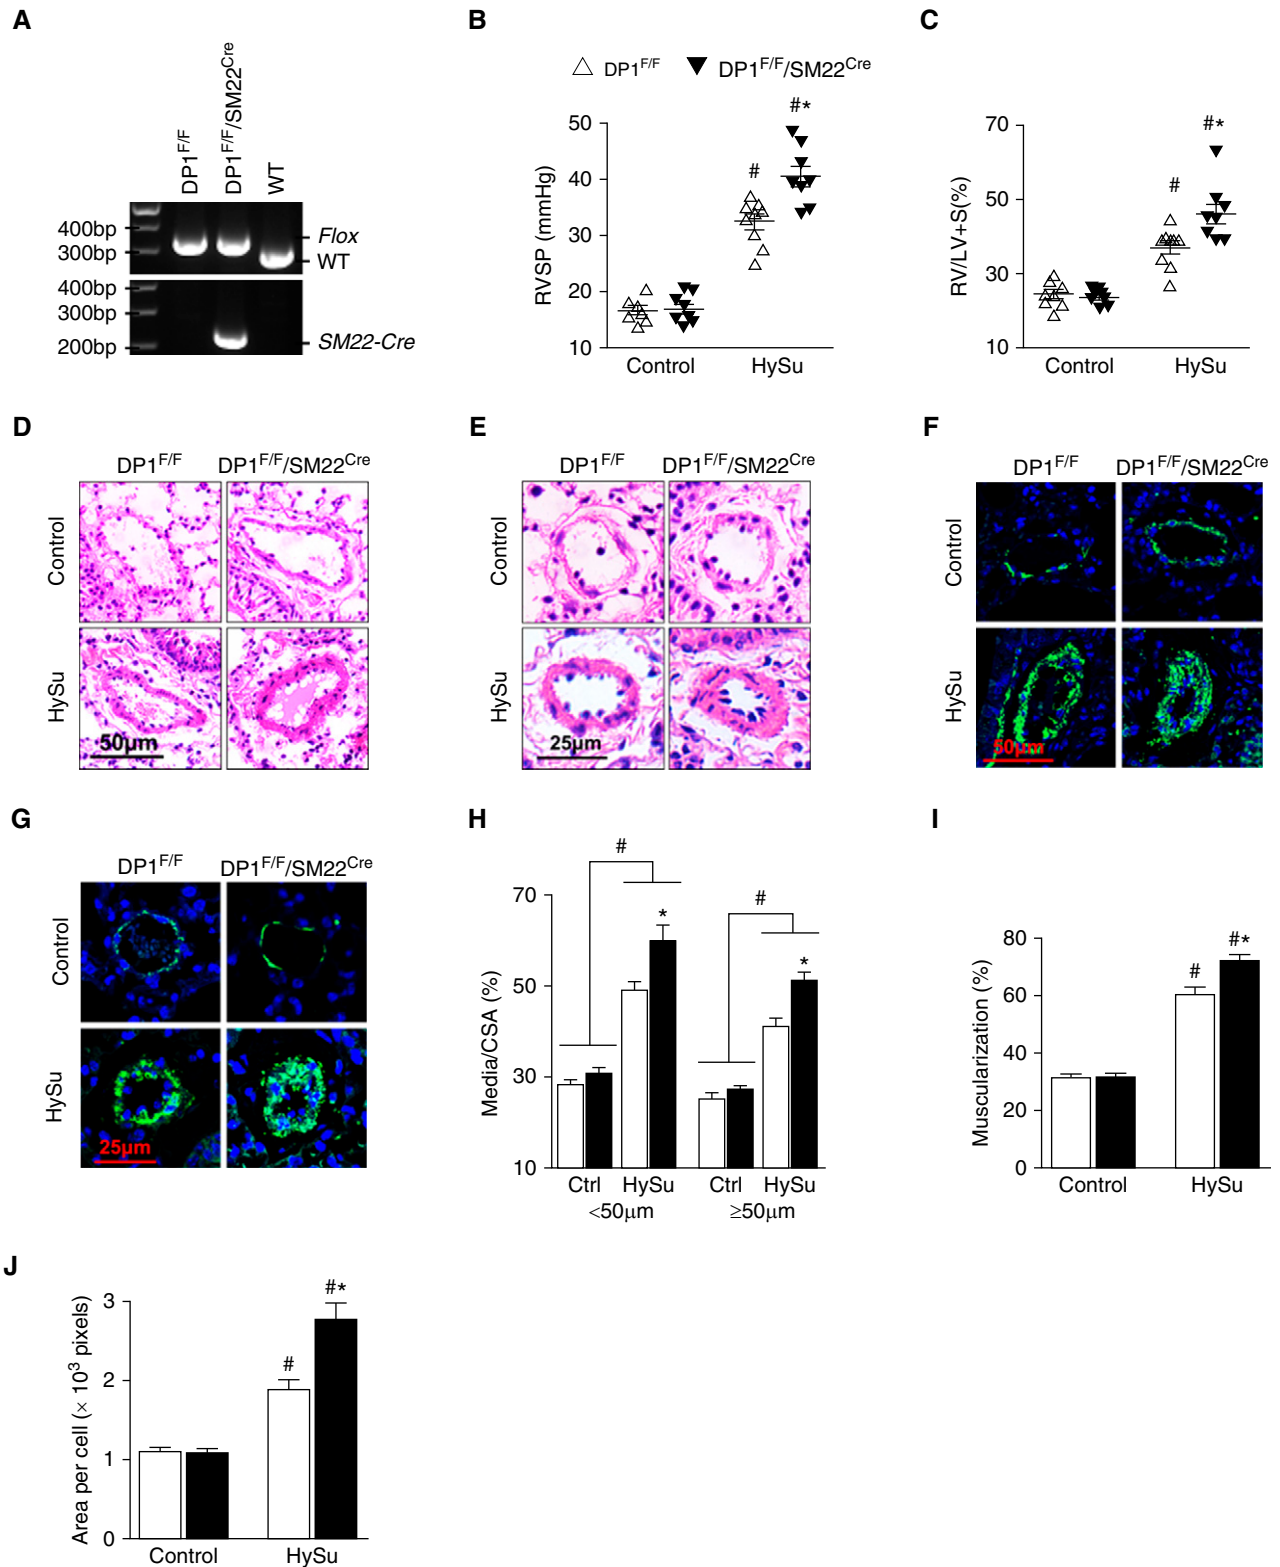 A
DP1F/F
DP1F/F/SM22Cre
WT
400bp
300bp
Flox
WT
400bp
300bp
200bp
SM22-Cre
B
△ DP1F/F ▼ DP1F/F/SM22Cre
RVSP (mmHg)
50
40
30
20
10
#
#*
Control HySu
C
RV/LV+S(%)
70
50
30
10
#
#*
Control HySu
D
DP1F/F DP1F/F/SM22Cre
Control
HySu
50μm
E
DP1F/F DP1F/F/SM22Cre
Control
HySu
25μm
F
DP1F/F DP1F/F/SM22Cre
Control
HySu
50μm
G
DP1F/F DP1F/F/SM22Cre
Control
HySu
25μm
H
Media/CSA (%)
70
50
30
10
#
*
#
*
Ctrl HySu Ctrl HySu
<50μm ≥50μm
I
Muscularization (%)
80
60
40
20
0
#
#*
Control HySu
J
Area per cell (× 10³ pixels)
3
2
1
0
#
#*
Control HySu